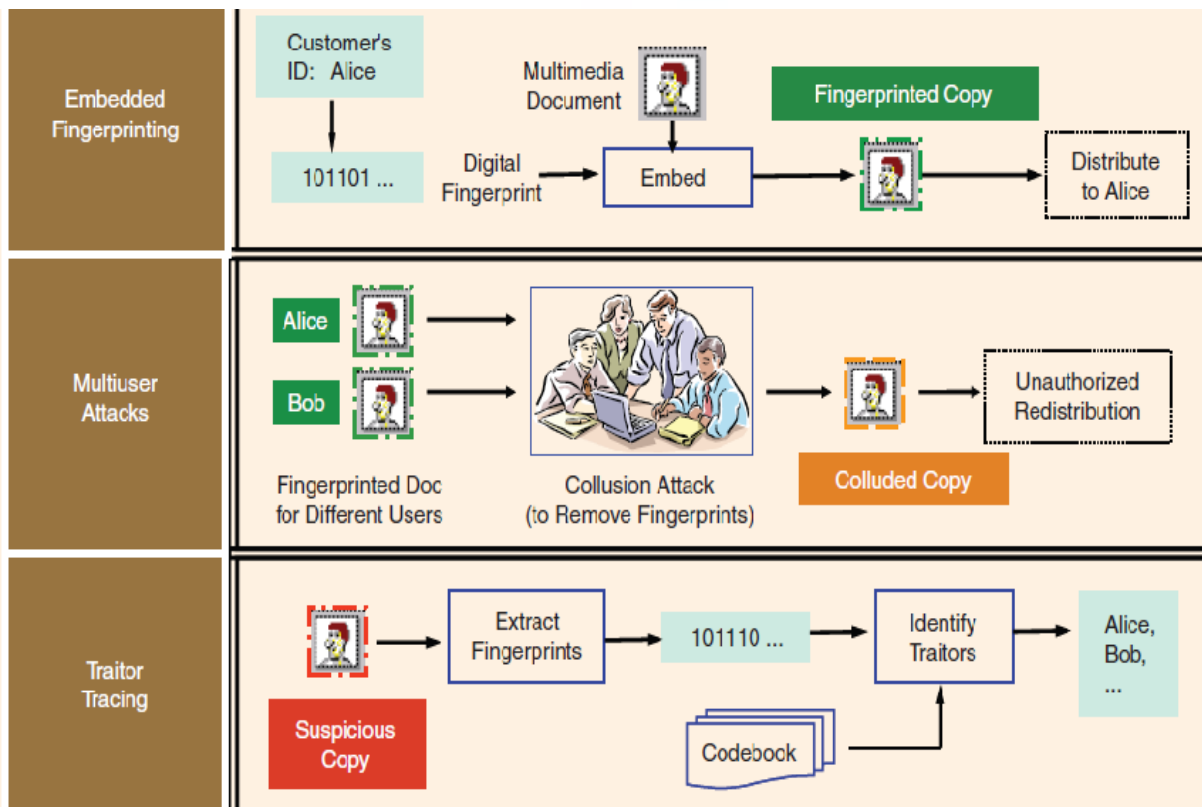 Embedded
Fingerprinting
Customer's
ID: Alice
101101 ...
Multimedia
Document
Digital
Fingerprint
Embed
Fingerprinted Copy
Distribute
to Alice
Multiuser
Attacks
Alice
Bob
Fingerprinted Doc
for Different Users
Collusion Attack
(to Remove Fingerprints)
Colluded Copy
Unauthorized
Redistribution
Traitor
Tracing
Suspicious
Copy
Extract
Fingerprints
101110 ...
Codebook
Identify
Traitors
Alice,
Bob,
...